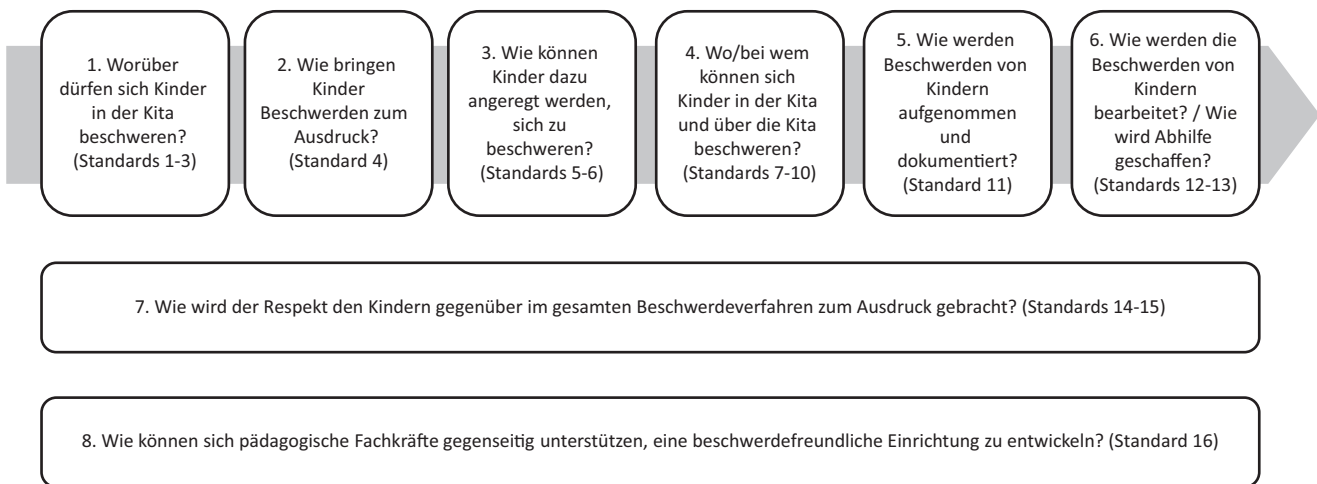 1. Worüber
dürfen sich Kinder
in der Kita
beschweren?
(Standards 1-3)
2. Wie bringen
Kinder
Beschwerden zum
Ausdruck?
(Standard 4)
3. Wie können
Kinder dazu
angeregt werden,
sich zu
beschweren?
(Standards 5-6)
4. Wo/bei wem
können sich
Kinder in der Kita
und über die Kita
beschweren?
(Standards 7-10)
5. Wie werden
Beschwerden von
Kindern
aufgenommen
und
dokumentiert?
(Standard 11)
6. Wie werden die
Beschwerden von
Kindern
bearbeitet? / Wie
wird Abhilfe
geschaffen?
(Standards 12-13)
7. Wie wird der Respekt den Kindern gegenüber im gesamten Beschwerdeverfahren zum Ausdruck gebracht? (Standards 14-15)
8. Wie können sich pädagogische Fachkräfte gegenseitig unterstützen, eine beschwerdefreundliche Einrichtung zu entwickeln? (Standard 16)